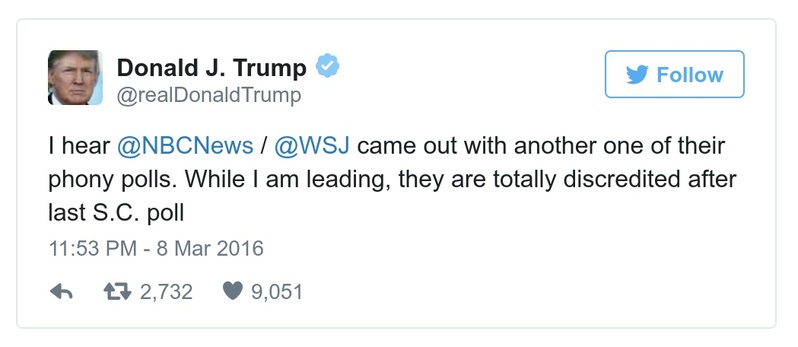 Donald J. Trump
@realDonaldTrump
Follow
I hear @NBCNews / @WSJ came out with another one of their
phony polls. While I am leading, they are totally discredited after
last S.C. poll
11:53 PM - 8 Mar 2016
2,732 9,051